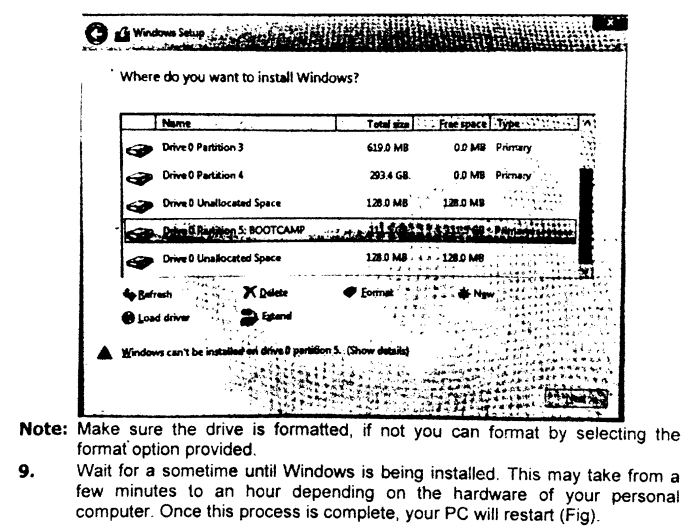 Windows Setup
Where do you want to install Windows?
Name Total size Free space Type
Drive 0 Partition 3 619.0 MB 0.0 MB Primary
Drive 0 Partition 4 293.4 GB 0.0 MB Primary
Drive 0 Unallocated Space 128.0 MB 128.0 MB
Drive 0 Partition 5: BOOTCAMP Primary
Drive 0 Unallocated Space 128.0 MB 128.0 MB
Refresh Delete Format New
Load driver Extend
Windows can't be installed on drive 0 partition 5. (Show details)
Note: Make sure the drive is formatted, if not you can format by selecting the
format option provided.
9. Wait for a sometime until Windows is being installed. This may take from a
few minutes to an hour depending on the hardware of your personal
computer. Once this process is complete, your PC will restart (Fig).